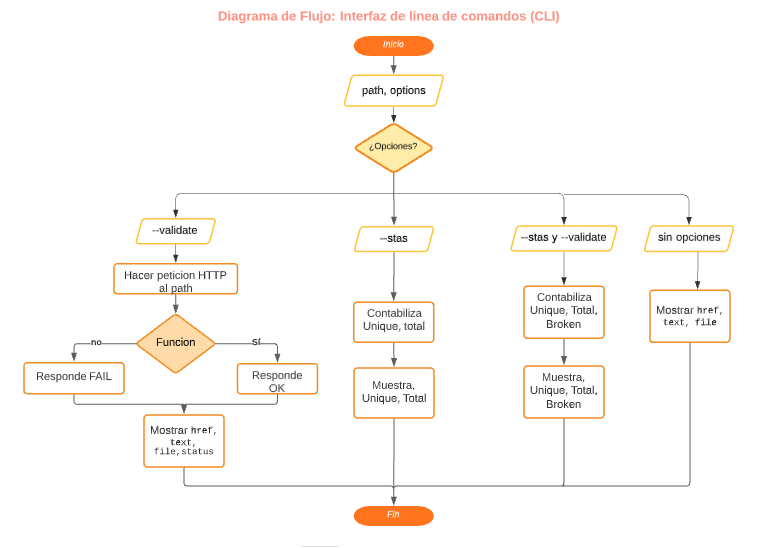 Diagrama de Flujo: Interfaz de linea de comandos (CLI)
Inicio
path, options
¿Opciones?
--validate
--stas
--stas y --validate
sin opciones
Hacer peticion HTTP
al path
Contabiliza
Unique, total
Contabiliza
Unique, Total,
Broken
Mostrar href,
text, file
no
Funcion
sí
Responde FAIL
Responde
OK
Muestra,
Unique, Total
Muestra,
Unique, Total,
Broken
Mostrar href,
text,
file,status
Fin